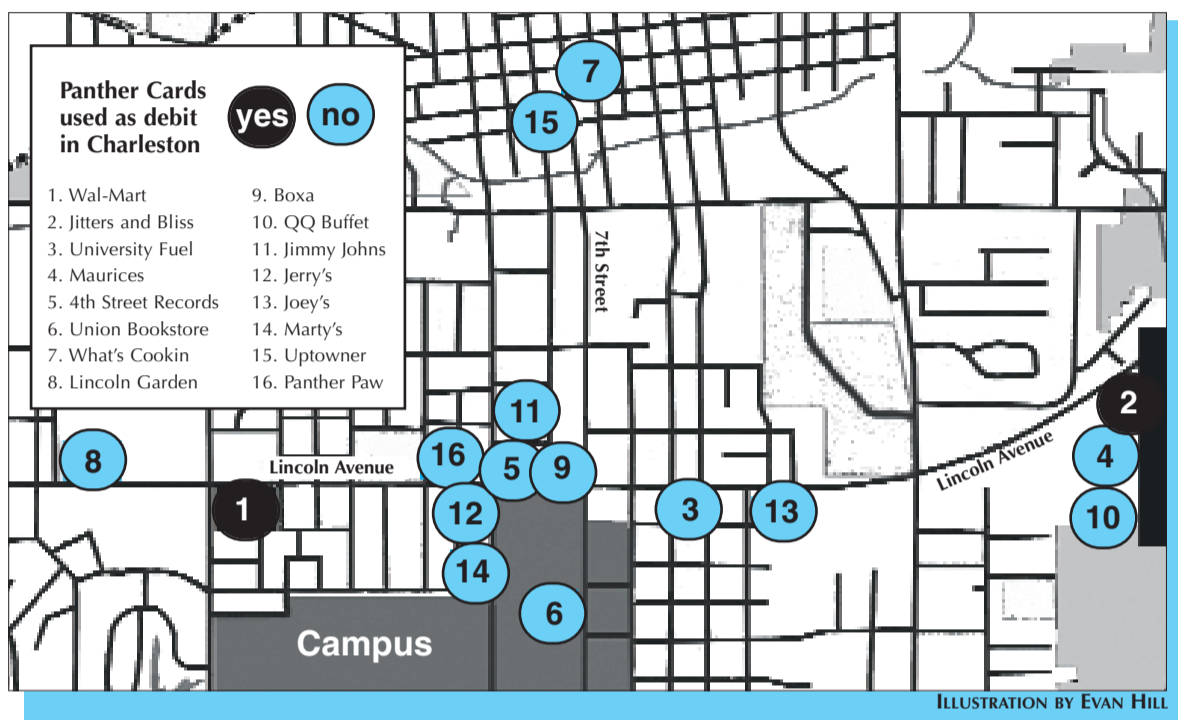 Panther Cards
used as debit
in Charleston
yes
no
1. Wal-Mart
2. Jitters and Bliss
3. University Fuel
4. Maurices
5. 4th Street Records
6. Union Bookstore
7. What's Cookin
8. Lincoln Garden
9. Boxa
10. QQ Buffet
11. Jimmy Johns
12. Jerry's
13. Joey's
14. Marty's
15. Uptowner
16. Panther Paw
7
15
7th Street
11
2
8
Lincoln Avenue
16
5
9
Lincoln Avenue
4
1
12
3
13
10
14
6
Campus
ILLUSTRATION BY EVAN HILL